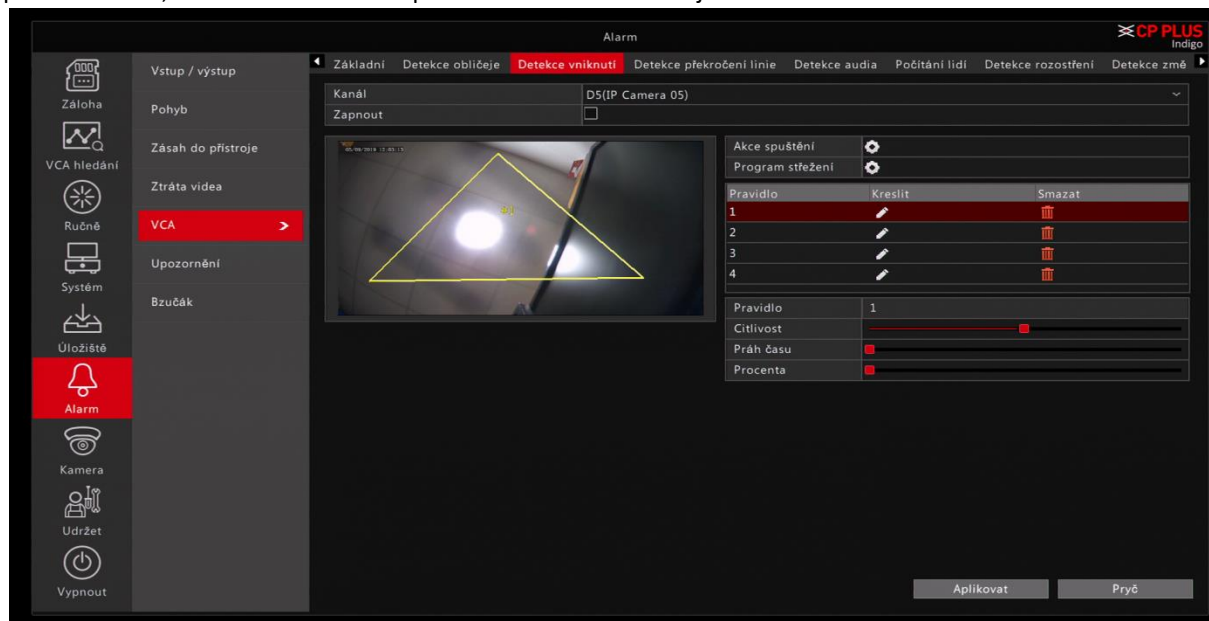 Alarm
CP PLUS
Indigo
Záloha
VCA hledání
Ručně
Systém
Úložiště
Alarm
Kamera
Udržet
Vypnout
Vstup / výstup
Pohyb
Zásah do přístroje
Ztráta videa
VCA
Upozornění
Bzučák
Základní Detekce obličeje Detekce vniknutí Detekce překročení linie Detekce audia Počítání lidí Detekce rozostření Detekce změ
Kanál D5(IP Camera 05)
Zapnout
Akce spuštění
Program střežení
Pravidlo Kreslit Smazat
1
2
3
4
Pravidlo 1
Citlivost
Práh času
Procenta
Aplikovat Pryč